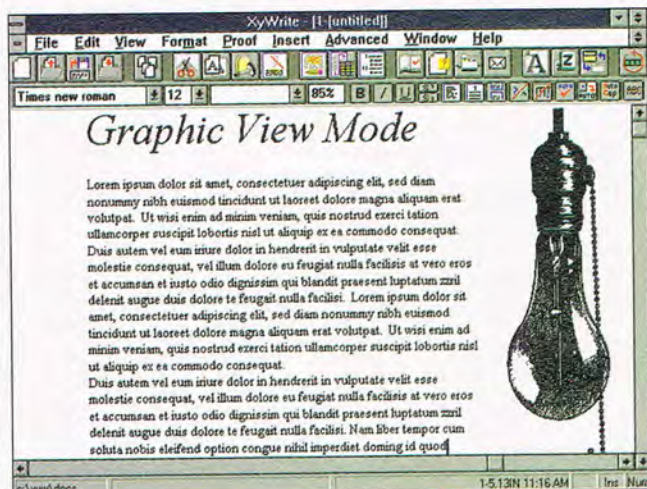 XyWrite - [1-[untitled]]
File Edit View Format Proof Insert Advanced Window Help
Times new roman 12 85% B I U
Graphic View Mode
Lorem ipsum dolor sit amet, consectetuer adipiscing elit, sed diam
nonummy nibh euismod tincidunt ut laoreet dolore magna aliquam erat
volutpat. Ut wisi enim ad minim veniam, quis nostrud exerci tation
ullamcorper suscipit lobortis nisl ut aliquip ex ea commodo consequat.
Duis autem vel eum iriure dolor in hendrerit in vulputate velit esse
molestie consequat, vel illum dolore eu feugiat nulla facilisis at vero eros
et accumsan et iusto odio dignissim qui blandit praesent luptatum zzril
delenit augue duis dolore te feugait nulla facilisi. Lorem ipsum dolor sit
amet, consectetuer adipiscing elit, sed diam nonummy nibh euismod
tincidunt ut laoreet dolore magna aliquam erat volutpat. Ut wisi enim ad
minim veniam, quis nostrud exerci tation ullamcorper suscipit lobortis nisl
ut aliquip ex ea commodo consequat.
Duis autem vel eum iriure dolor in hendrerit in vulputate velit esse
molestie consequat, vel illum dolore eu feugiat nulla facilisis at vero eros
et accumsan et iusto odio dignissim qui blandit praesent luptatum zzril
delenit augue duis dolore te feugait nulla facilisi. Nam liber tempor cum
soluta nobis eleifend option congue nihil imperdiet doming id quod
1-5.13IN 11:16 AM Ins Num